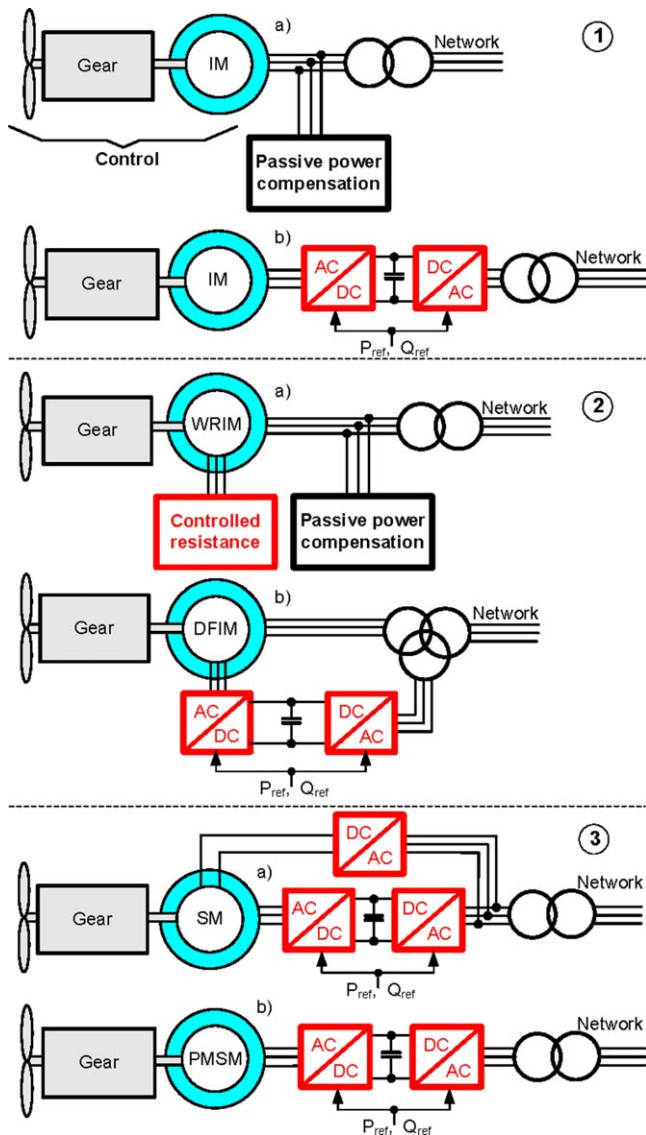 a)
Network
1
Gear
IM
Control
Passive power
compensation
b)
Network
Gear
IM
AC
DC
DC
AC
Pref, Qref
a)
Network
2
Gear
WRIM
Controlled
resistance
Passive power
compensation
b)
Network
Gear
DFIM
AC
DC
DC
AC
Pref, Qref
DC
AC
3
a)
Network
Gear
SM
AC
DC
DC
AC
Pref, Qref
b)
Network
Gear
PMSM
AC
DC
DC
AC
Pref, Qref